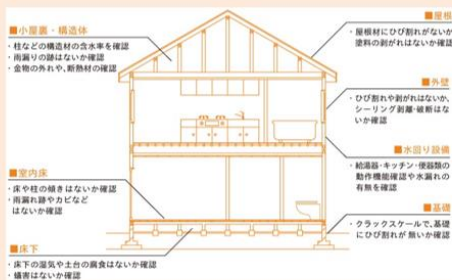 ■小屋裏・構造体
・柱などの構造材の含水率を確認
・雨漏りの跡はないか確認
・金物の外れや、断熱材の確認
■室内床
・床や柱の傾きはないか確認
・雨漏れ跡やカビなど
はないか確認
■床下
・床下の湿気や土台の腐食はないか確認
・蟻害はないか確認
■屋根
・屋根材にひび割れがないか
塗料の剥がれはないか確認
■外壁
・ひび割れや剥がれはないか、
シーリング剥離・破断はな
いか確認
■水回り設備
・給湯器・キッチン・便器類の
動作機能確認や水漏れの
有無を確認
■基礎
・クラックスケールで、基礎
にひび割れが無いか確認